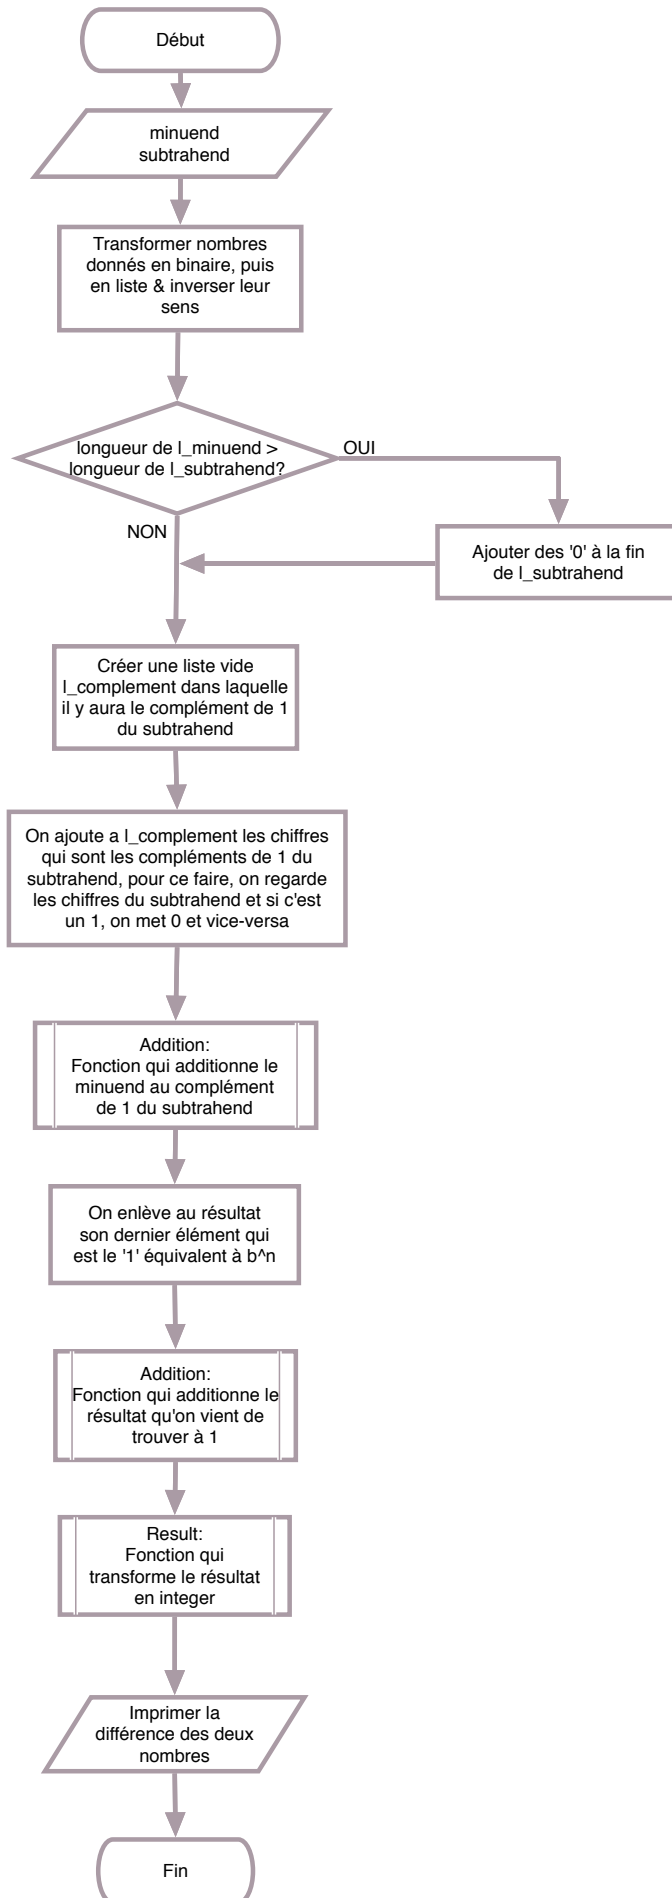 Début
minuend
subtrahend
Transformer nombres
donnés en binaire, puis
en liste & inverser leur
sens
longueur de l_minuend >
longueur de l_subtrahend?
OUI
NON
Ajouter des '0' à la fin
de l_subtrahend
Créer une liste vide
l_complement dans laquelle
il y aura le complément de 1
du subtrahend
On ajoute a l_complement les chiffres
qui sont les compléments de 1 du
subtrahend, pour ce faire, on regarde
les chiffres du subtrahend et si c'est
un 1, on met 0 et vice-versa
Addition:
Fonction qui additionne le
minuend au complément
de 1 du subtrahend
On enlève au résultat
son dernier élément qui
est le '1' équivalent à b^n
Addition:
Fonction qui additionne le
résultat qu'on vient de
trouver à 1
Result:
Fonction qui
transforme le résultat
en integer
Imprimer la
différence des deux
nombres
Fin